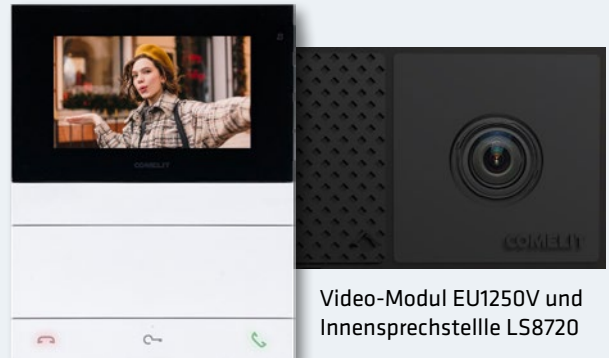 COMELIT
COMELIT
Video-Modul EU1250V und
Innensprechstellle LS8720